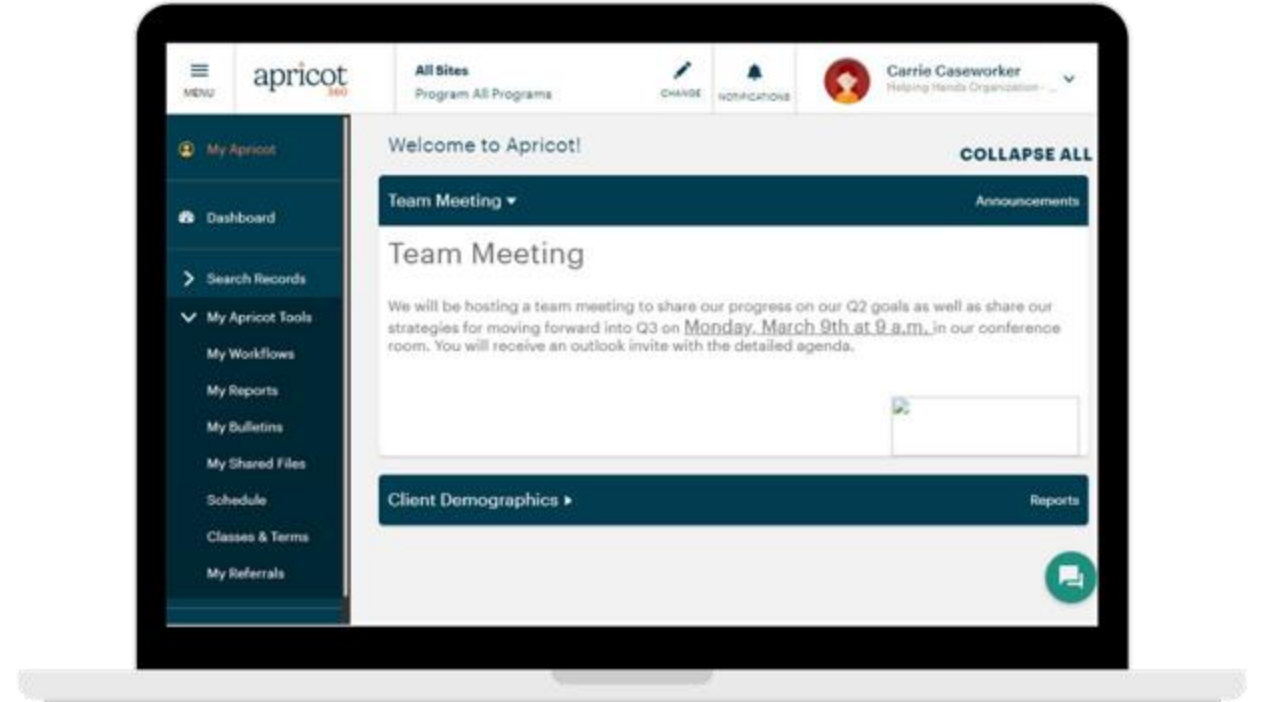 MENU
apricot
360
All Sites
Program All Programs
CHANGE
NOTIFICATIONS
Carrie Caseworker
Helping Hands Organization - ...
My Apricot
Dashboard
Search Records
My Apricot Tools
My Workflows
My Reports
My Bulletins
My Shared Files
Schedule
Classes & Terms
My Referrals
Welcome to Apricot!
COLLAPSE ALL
Team Meeting
Announcements
Team Meeting
We will be hosting a team meeting to share our progress on our Q2 goals as well as share our
strategies for moving forward into Q3 on Monday, March 9th at 9 a.m. in our conference
room. You will receive an outlook invite with the detailed agenda.
Client Demographics
Reports